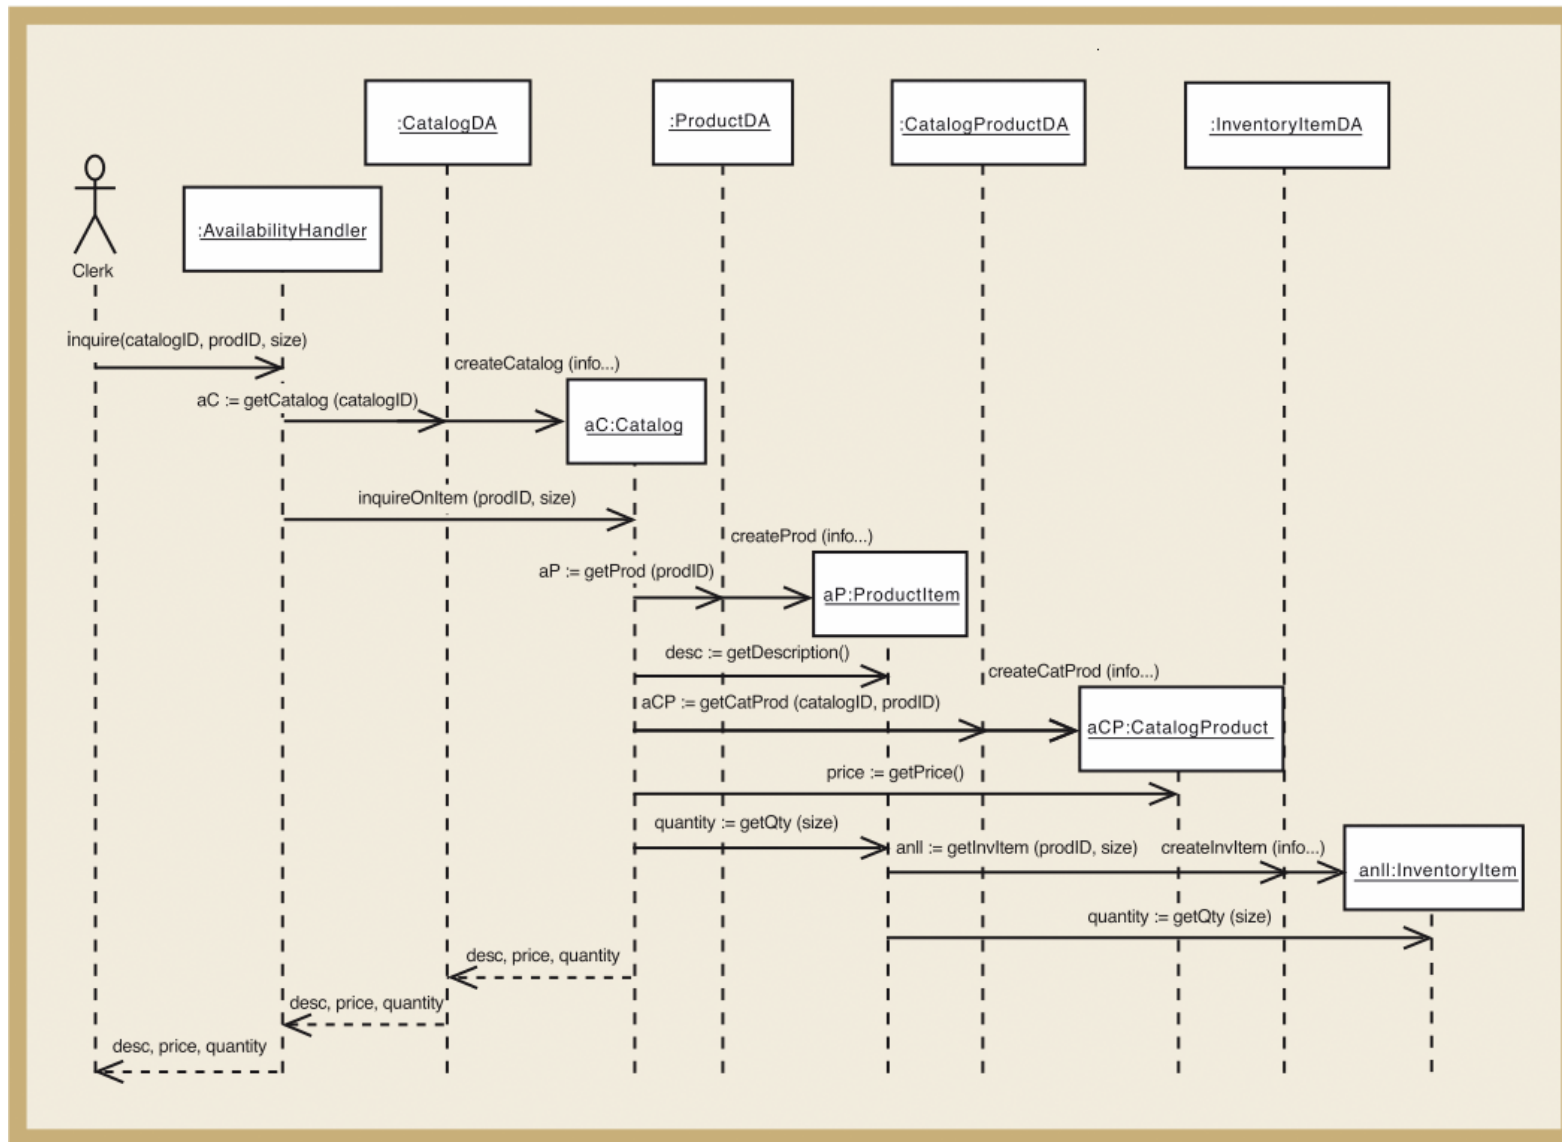 :CatalogDA
:ProductDA
:CatalogProductDA
:InventoryItemDA
:AvailabilityHandler
Clerk
inquire(catalogID, prodID, size)
createCatalog (info...)
aC := getCatalog (catalogID)
aC:Catalog
inquireOnItem (prodID, size)
createProd (info...)
aP := getProd (prodID)
aP:ProductItem
desc := getDescription()
createCatProd (info...)
aCP := getCatProd (catalogID, prodID)
aCP:CatalogProduct
price := getPrice()
quantity := getQty (size)
anII := getInvItem (prodID, size)
createInvItem (info...)
anII:InventoryItem
quantity := getQty (size)
desc, price, quantity
desc, price, quantity
desc, price, quantity